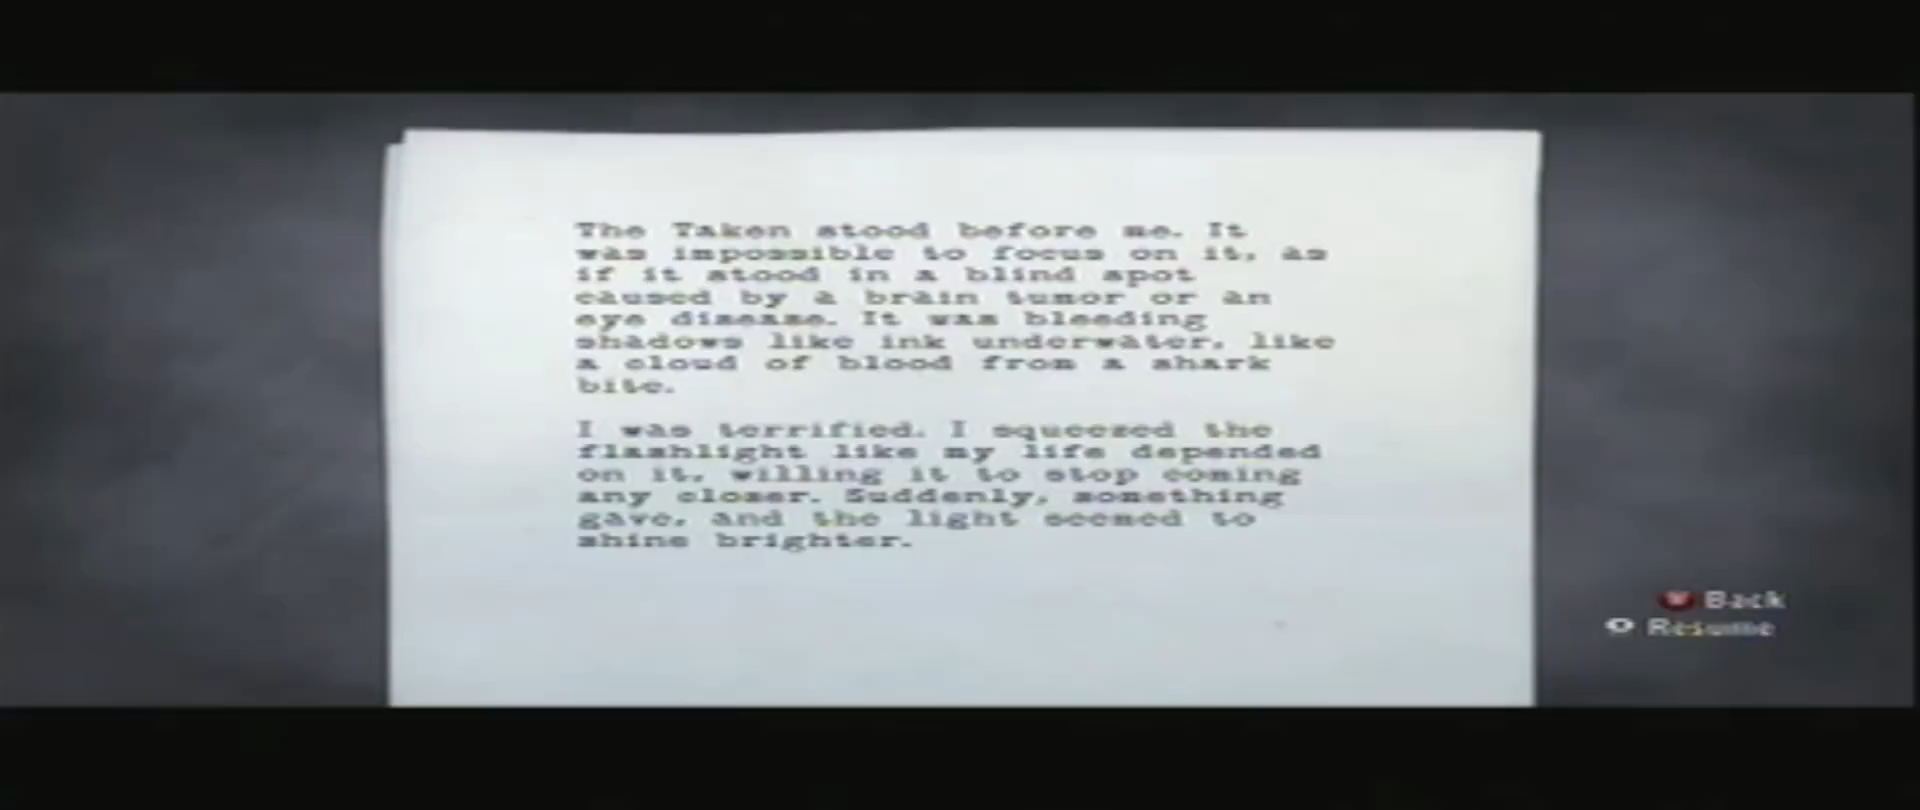 The Taken stood before me. It
was impossible to focus on it, as
if it stood in a blind spot
caused by a brain tumor or an
eye disease. It was bleeding
shadows like ink underwater, like
a cloud of blood from a shark
bite.
I was terrified. I squeezed the
flashlight like my life depended
on it, willing it to stop coming
any closer. Suddenly, something
gave, and the light seemed to
shine brighter.
Back
Resume